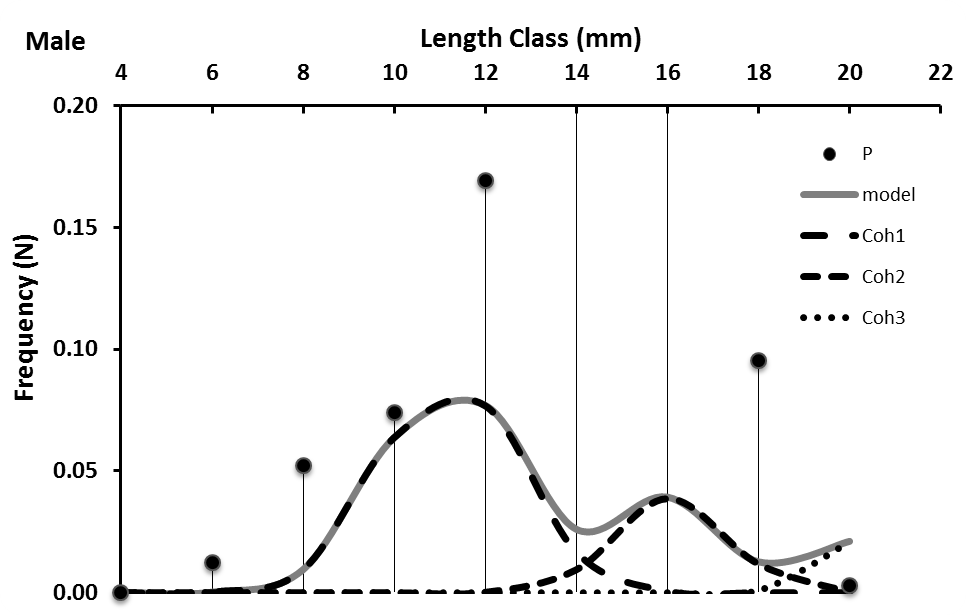 Male
Length Class (mm)
4 6 8 10 12 14 16 18 20 22
0.20
0.15
0.10
0.05
0.00
Frequency (N)
P
model
Coh1
Coh2
Coh3